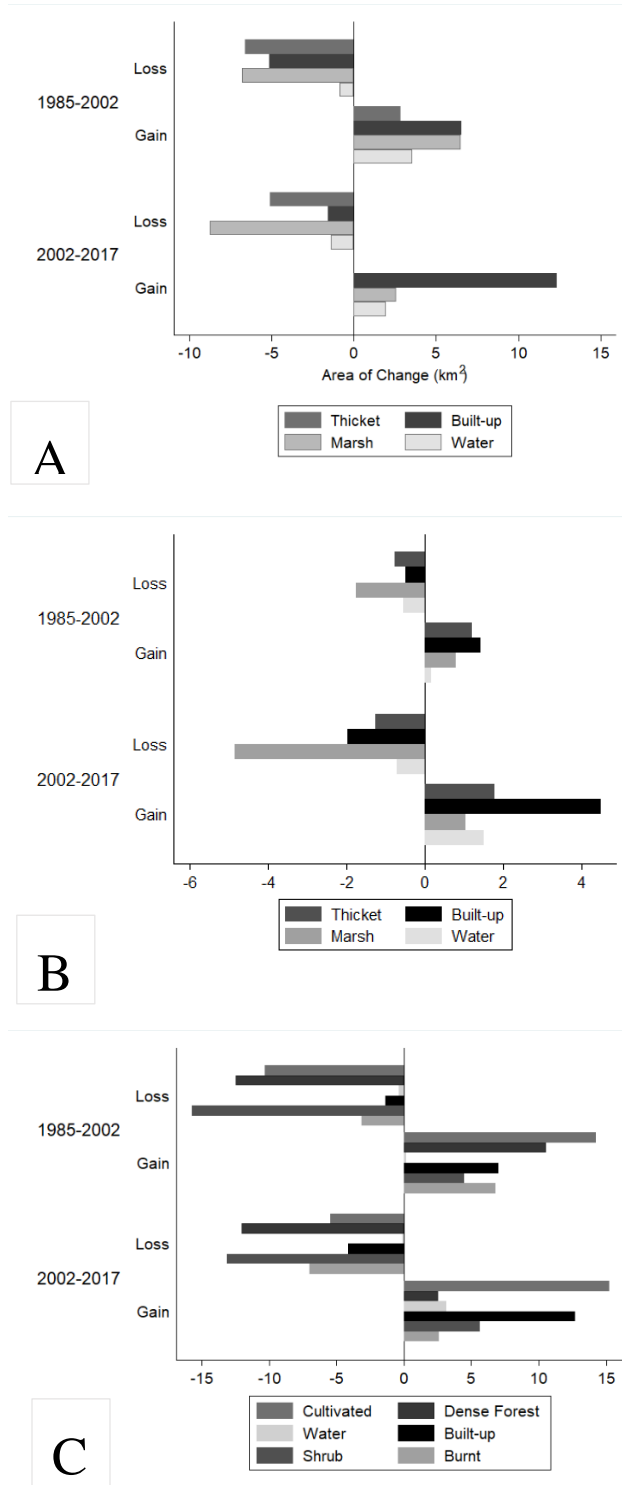 Loss
1985-2002
Gain
Loss
2002-2017
Gain
-10 -5 0 5 10 15
Area of Change (km²)
Thicket Built-up
Marsh Water
A
Loss
1985-2002
Gain
Loss
2002-2017
Gain
-6 -4 -2 0 2 4
Thicket Built-up
Marsh Water
B
Loss
1985-2002
Gain
Loss
2002-2017
Gain
-15 -10 -5 0 5 10 15
Cultivated Dense Forest
Water Built-up
Shrub Burnt
C